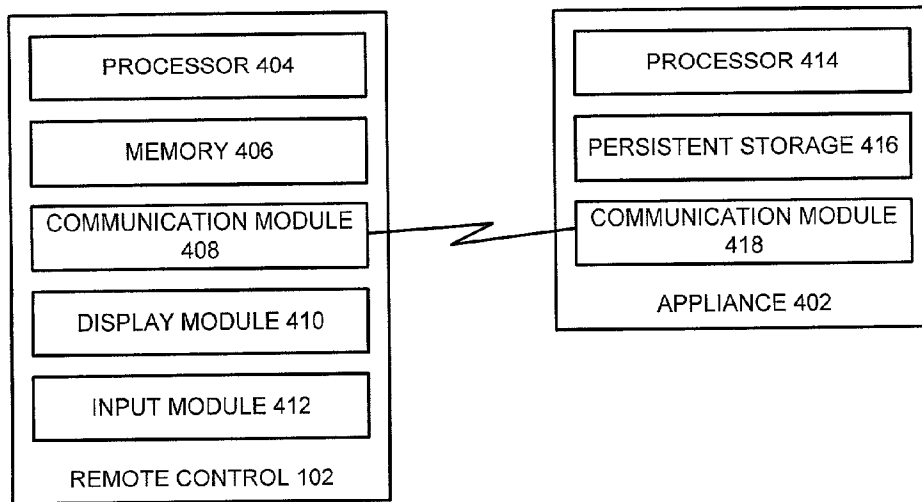 PROCESSOR 404
MEMORY 406
COMMUNICATION MODULE
408
DISPLAY MODULE 410
INPUT MODULE 412
REMOTE CONTROL 102
PROCESSOR 414
PERSISTENT STORAGE 416
COMMUNICATION MODULE
418
APPLIANCE 402